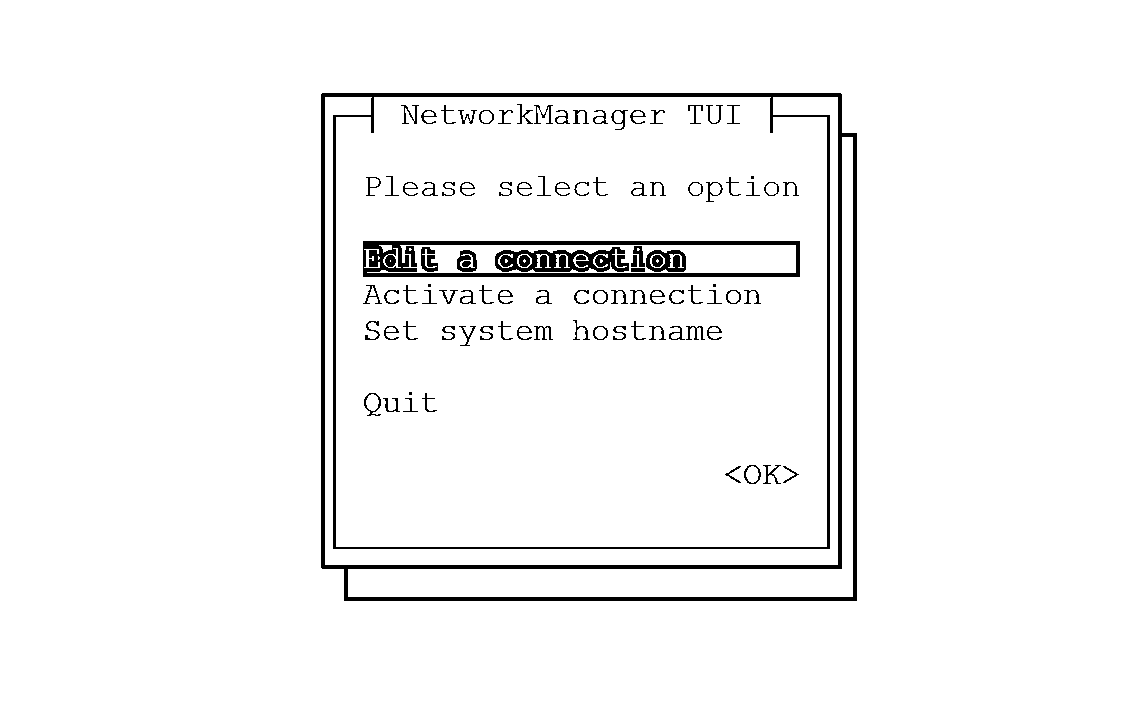 NetworkManager TUI
Please select an option
Edit a connection
Activate a connection
Set system hostname
Quit
<OK>